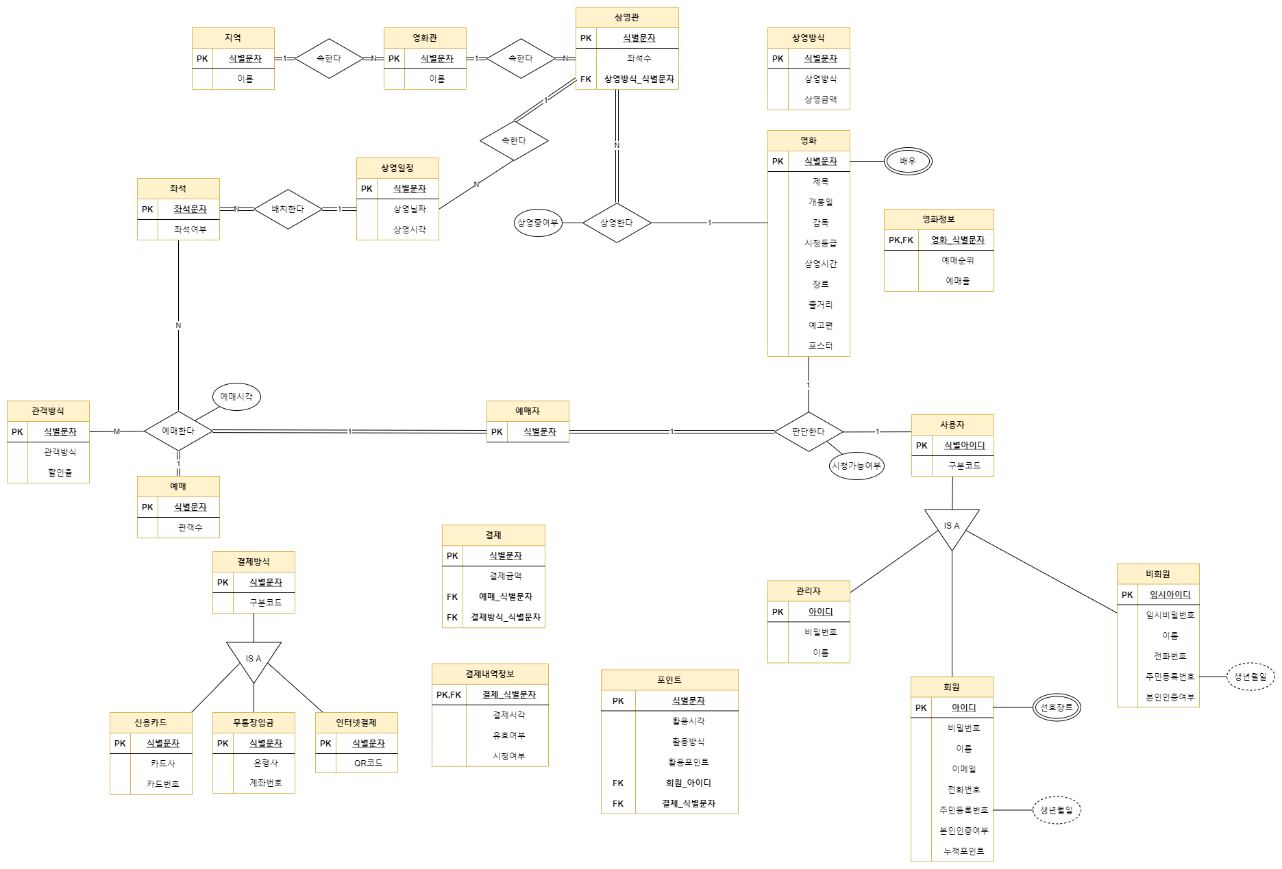 지역
PK 식별문자
이름
1
속한다
N
영화관
PK 식별문자
이름
1
속한다
N
상영관
PK 식별문자
좌석수
FK 상영방식_식별문자
상영방식
PK 식별문자
상영방식
상영금액
1
속한다
N
N
상영일정
PK 식별문자
상영날짜
상영시각
좌석
PK 좌석문자
좌석여부
N
배치한다
1
상영중여부
상영한다
1
영화
PK 식별문자
제목
개봉일
감독
시청등급
상영시간
장르
줄거리
예고편
포스터
배우
영화정보
PK,FK 영화_식별문자
예매순위
예매율
N
1
예매시각
관객방식
PK 식별문자
관객방식
할인률
M
예매한다
1
1
예매자
PK 식별문자
1
판단한다
1
시청가능여부
사용자
PK 식별아이디
구분코드
예매
PK 식별문자
관객수
IS A
결제
PK 식별문자
결제금액
FK 예매_식별문자
FK 결제방식_식별문자
결제방식
PK 식별문자
구분코드
IS A
관리자
PK 아이디
비밀번호
이름
비회원
PK 임시아이디
임시비밀번호
이름
전화번호
주민등록번호
본인인증여부
생년월일
결제내역정보
PK,FK 결제_식별문자
결제시각
유효여부
시청여부
포인트
PK 식별문자
활용시각
활용방식
활용포인트
FK 회원_아이디
FK 결제_식별문자
회원
PK 아이디
비밀번호
이름
이메일
전화번호
주민등록번호
본인인증여부
누적포인트
선호장르
생년월일
신용카드
PK 식별문자
카드사
카드번호
무통장입금
PK 식별문자
은행사
계좌번호
인터넷결제
PK 식별문자
QR코드